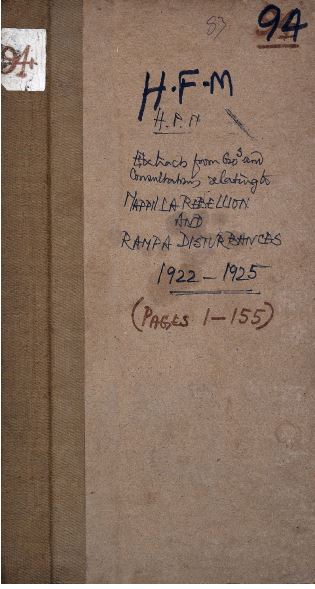 83
94
94
H.F.M
H.F.M
Extracts from GOs and
Consultations relating to
MAPPILLA REBELLION
AND
RAMPA DISTURBANCES
1922 – 1925
(PAGES 1–155)